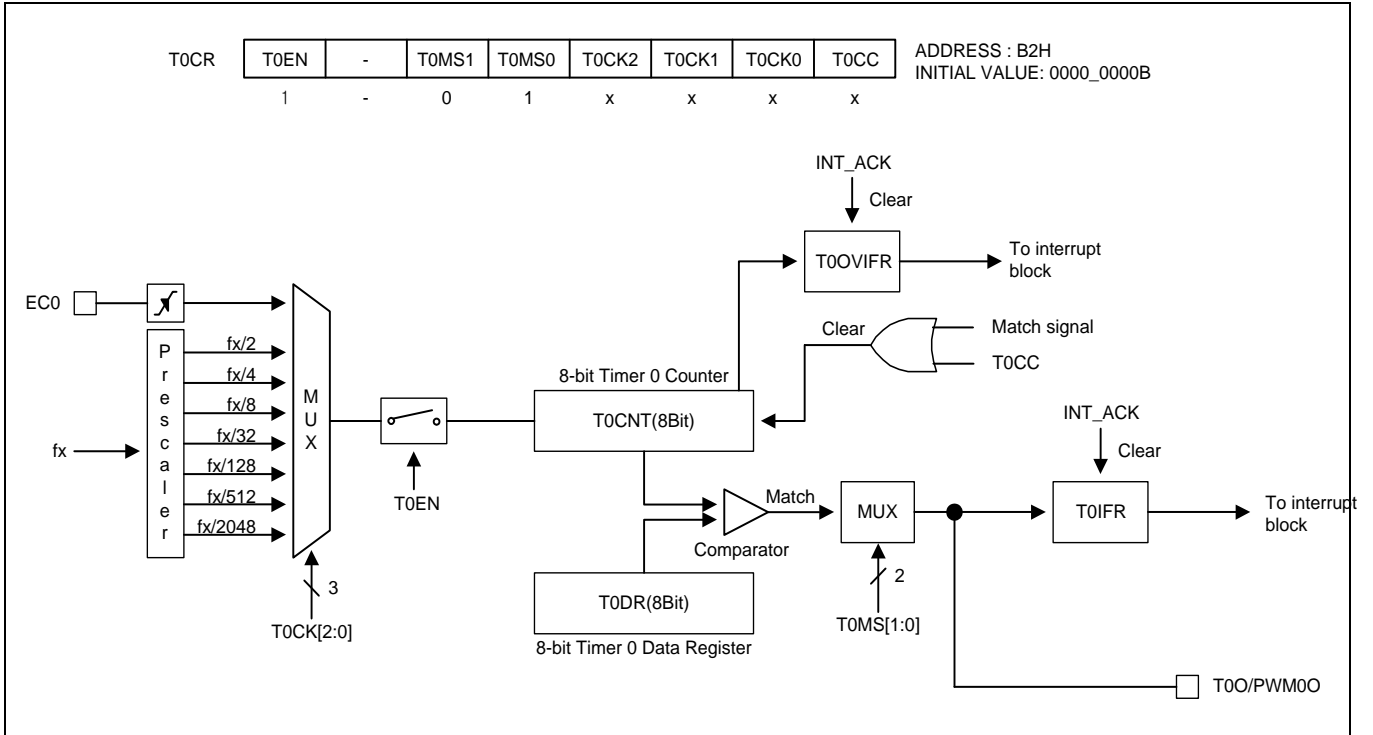 T0CR T0EN - T0MS1 T0MS0 T0CK2 T0CK1 T0CK0 T0CC
ADDRESS : B2H
INITIAL VALUE: 0000_0000B
1 - 0 1 x x x x
INT_ACK
Clear
T0OVIFR
To interrupt
block
EC0
Prescaler
fx/2
fx/4
fx/8
fx/32
fx/128
fx/512
fx/2048
fx
MUX
3
T0CK[2:0]
T0EN
Clear
Match signal
T0CC
8-bit Timer 0 Counter
T0CNT(8Bit)
Match
Comparator
MUX
2
T0MS[1:0]
INT_ACK
Clear
T0IFR
To interrupt
block
T0DR(8Bit)
8-bit Timer 0 Data Register
T0O/PWM0O